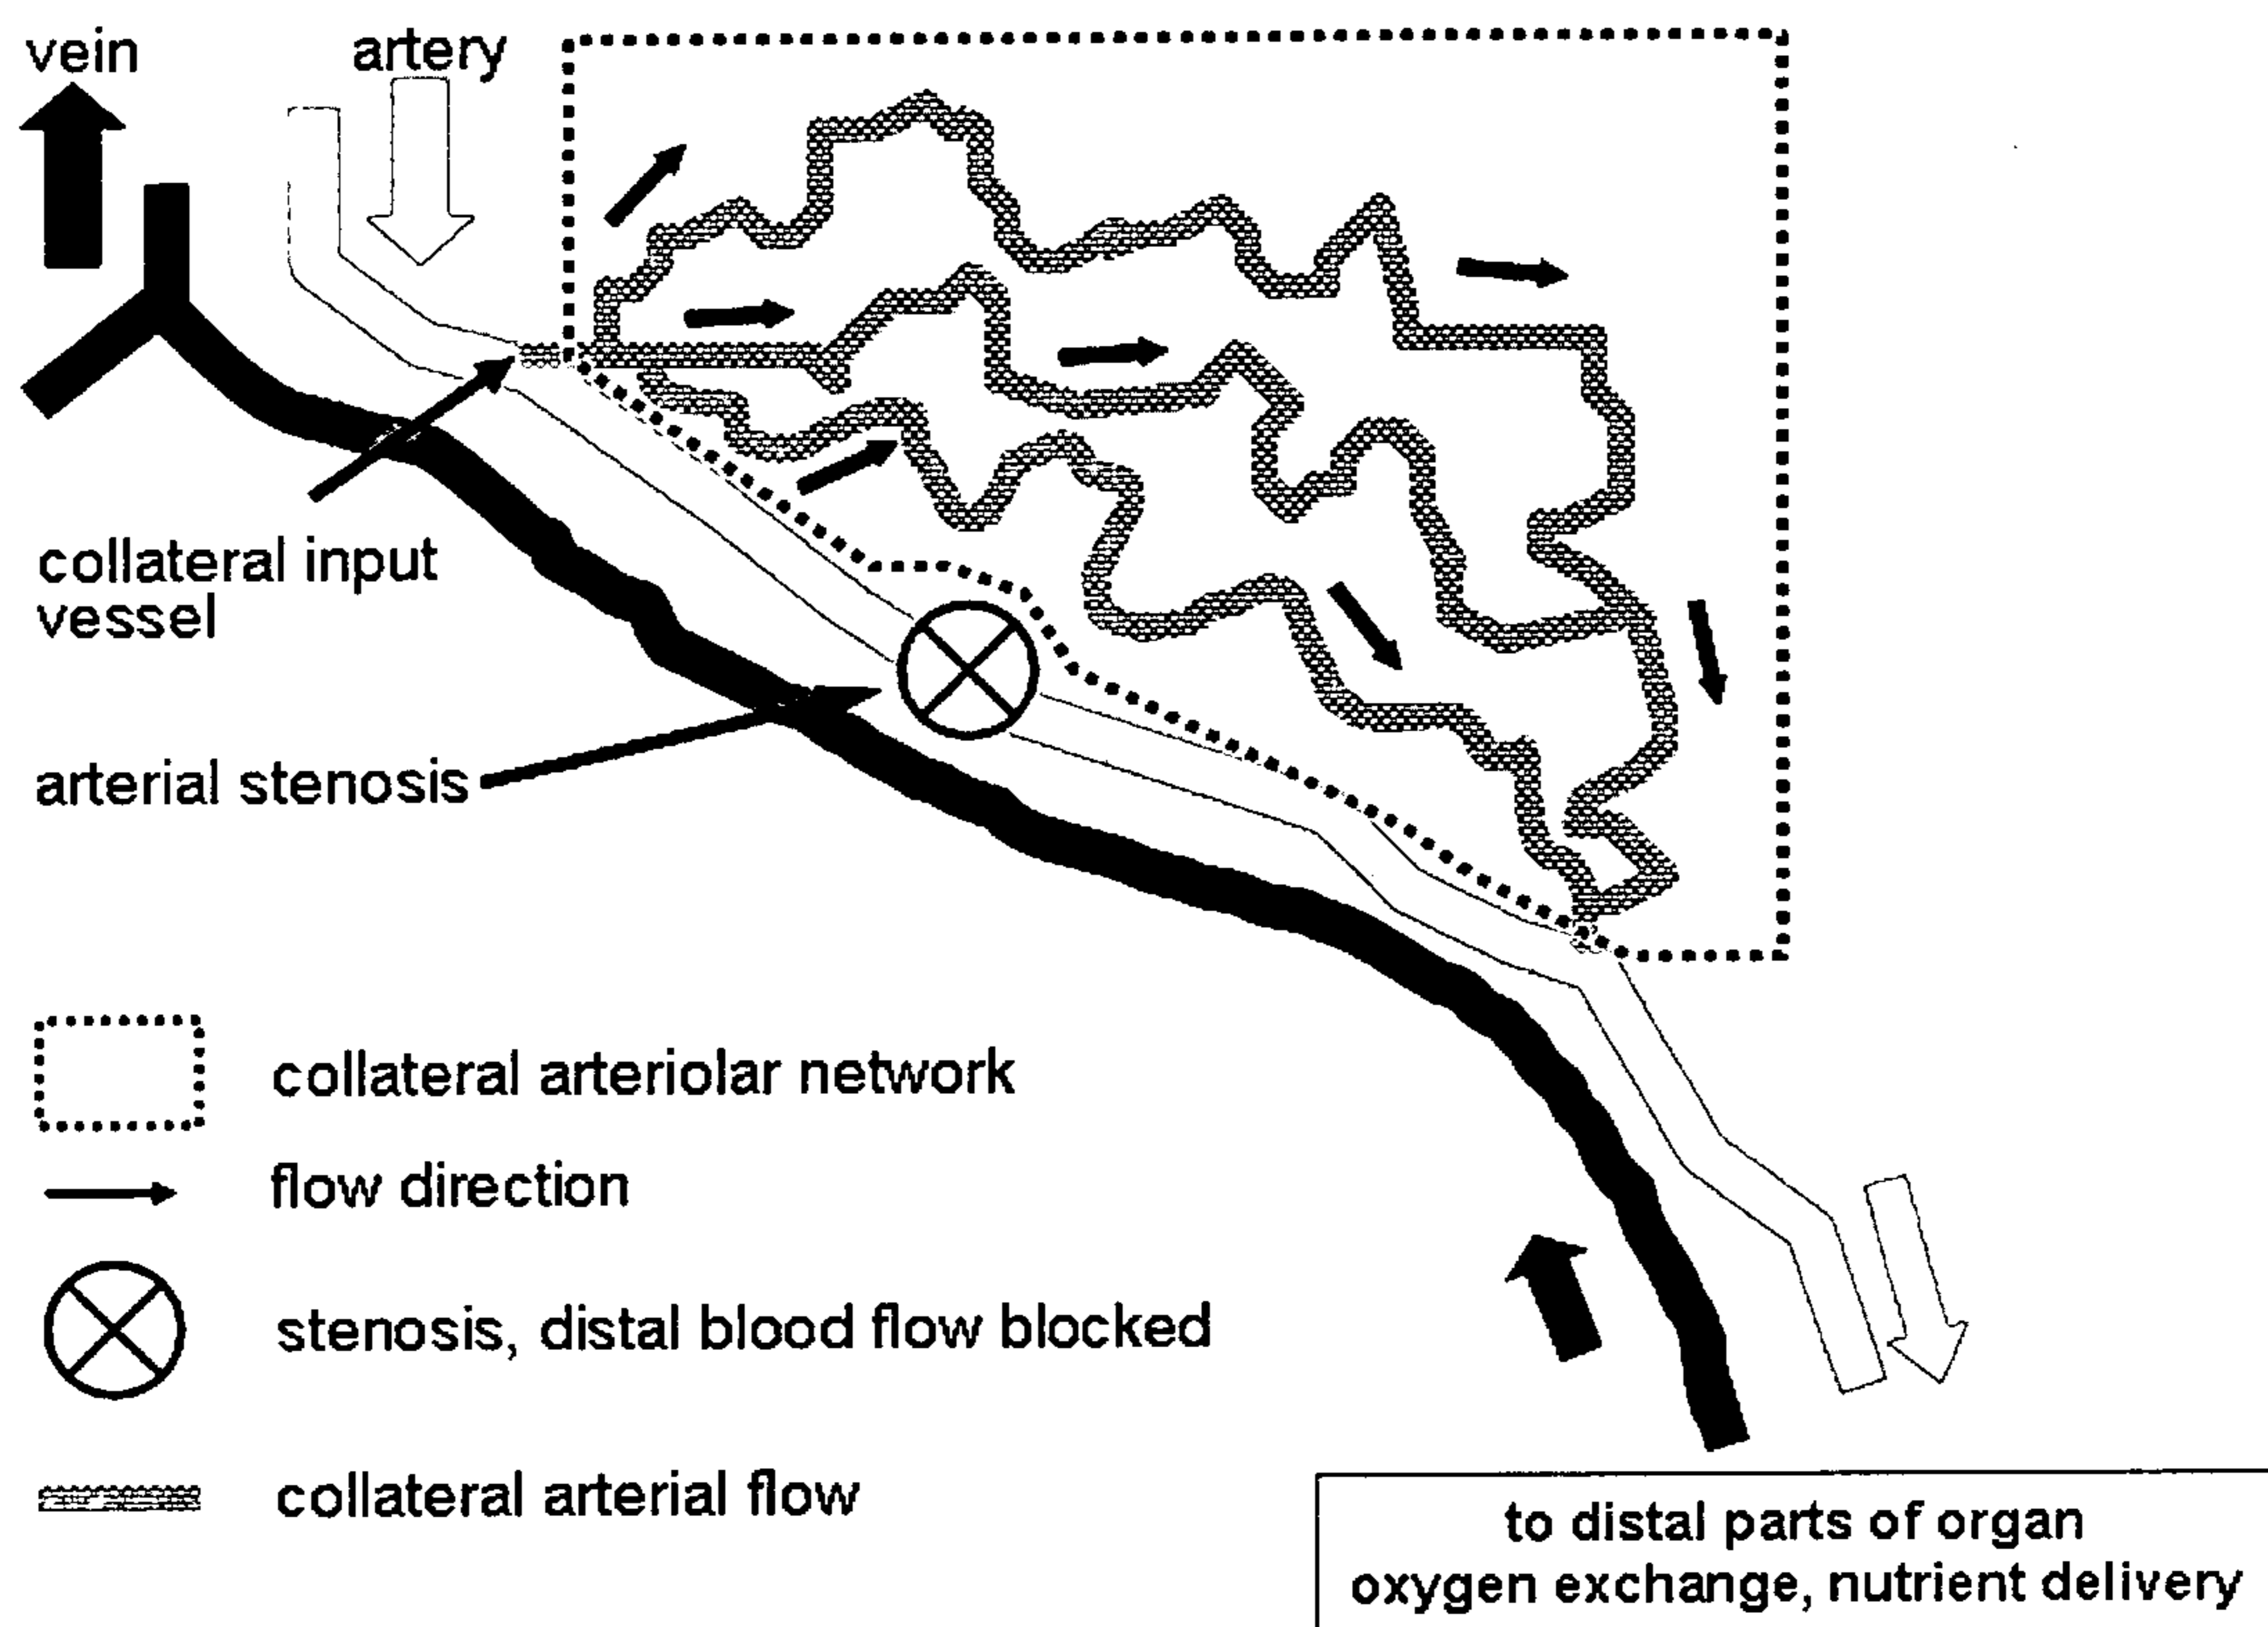 vein
artery
collateral input
vessel
arterial stenosis
collateral arteriolar network
flow direction
stenosis, distal blood flow blocked
collateral arterial flow
to distal parts of organ
oxygen exchange, nutrient delivery